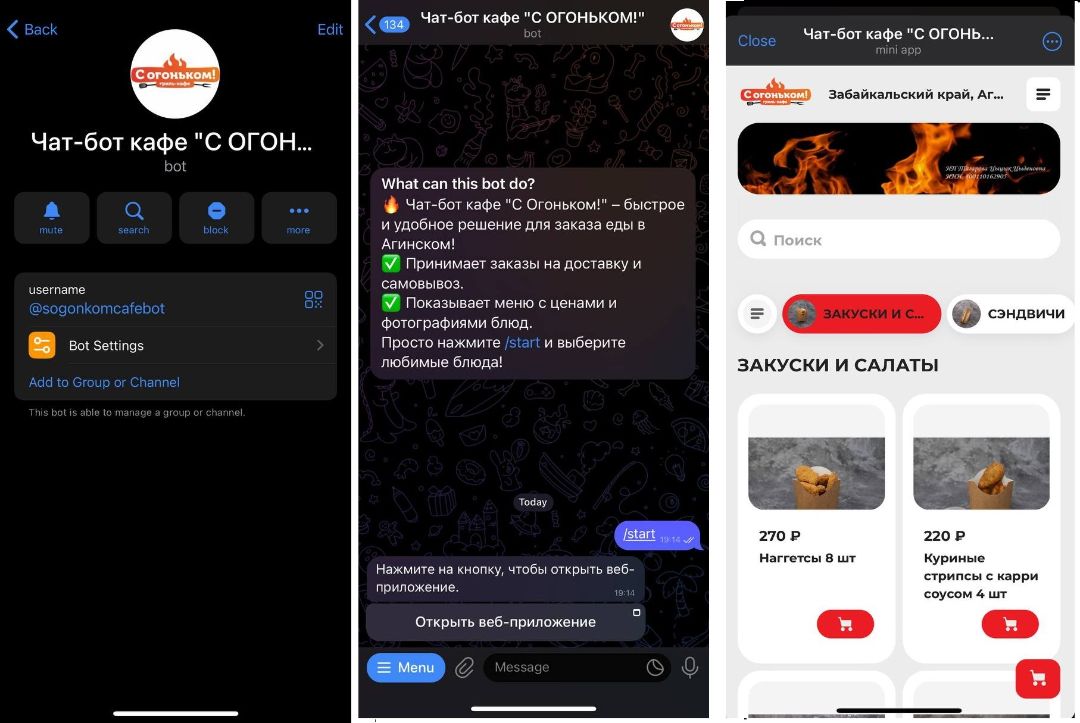 Back
Edit
С огоньком!
гриль-кафе
Чат-бот кафе "С ОГОН...
bot
mute
search
block
more
username
@sogonkomcafebot
Bot Settings
Add to Group or Channel
This bot is able to manage a group or channel.
134
Чат-бот кафе "С ОГОНЬКОМ!"
bot
С огоньком!
What can this bot do?
🔥 Чат-бот кафе "С Огоньком!" – быстрое
и удобное решение для заказа еды в
Агинском!
✅ Принимает заказы на доставку и
самовывоз.
✅ Показывает меню с ценами и
фотографиями блюд.
Просто нажмите /start и выберите
любимые блюда!
Today
/start 19:14
Нажмите на кнопку, чтобы открыть веб-
приложение.
19:14
Открыть веб-приложение
Menu
Message
Close
Чат-бот кафе "С ОГОНЬ...
mini app
С огоньком!
гриль-кафе
Забайкальский край, Аг...
Поиск
ЗАКУСКИ И С...
СЭНДВИЧИ
ЗАКУСКИ И САЛАТЫ
270 ₽
Наггетсы 8 шт
220 ₽
Куриные
стрипсы с карри
соусом 4 шт